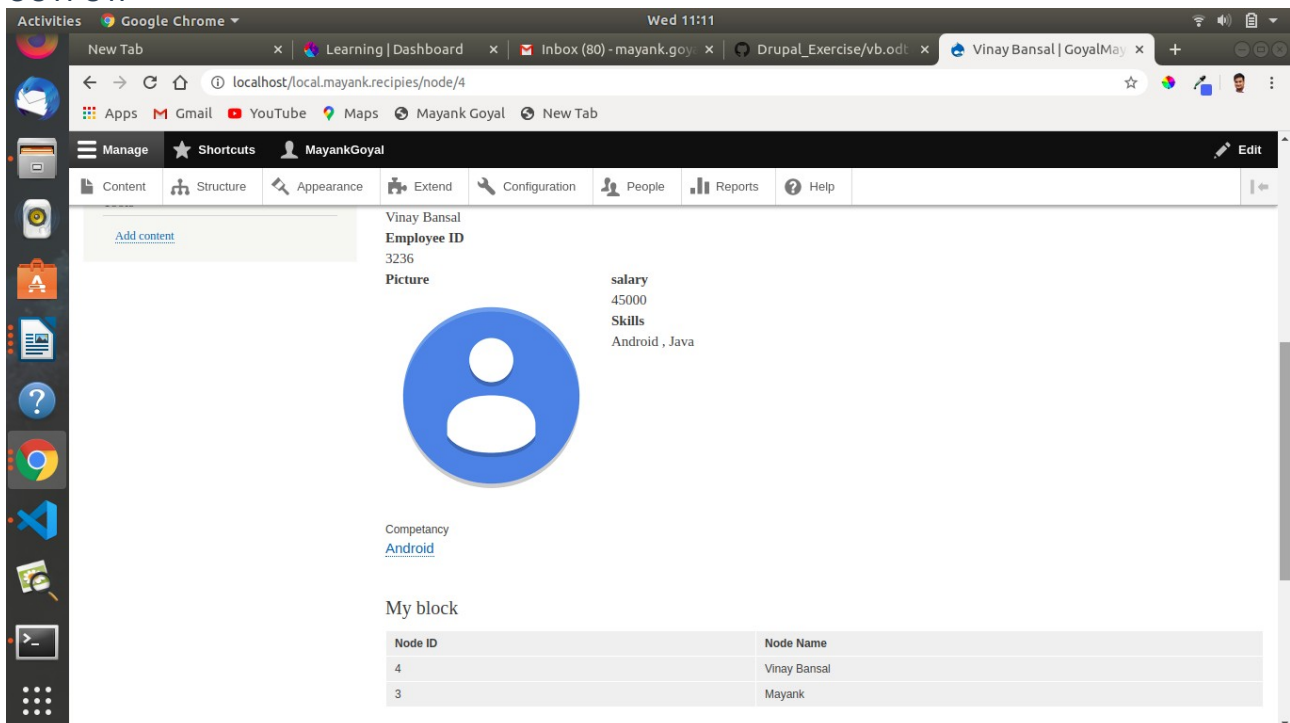 Activities Google Chrome Wed 11:11
New Tab Learning | Dashboard Inbox (80) - mayank.goy Drupal_Exercise/vb.odt Vinay Bansal | GoyalMay
localhost/local.mayank.recipies/node/4
Apps Gmail YouTube Maps Mayank Goyal New Tab
Manage Shortcuts MayankGoyal Edit
Content Structure Appearance Extend Configuration People Reports Help
Add content
Vinay Bansal
Employee ID
3236
Picture salary
45000
Skills
Android , Java
Competancy
Android
My block
Node ID Node Name
4 Vinay Bansal
3 Mayank